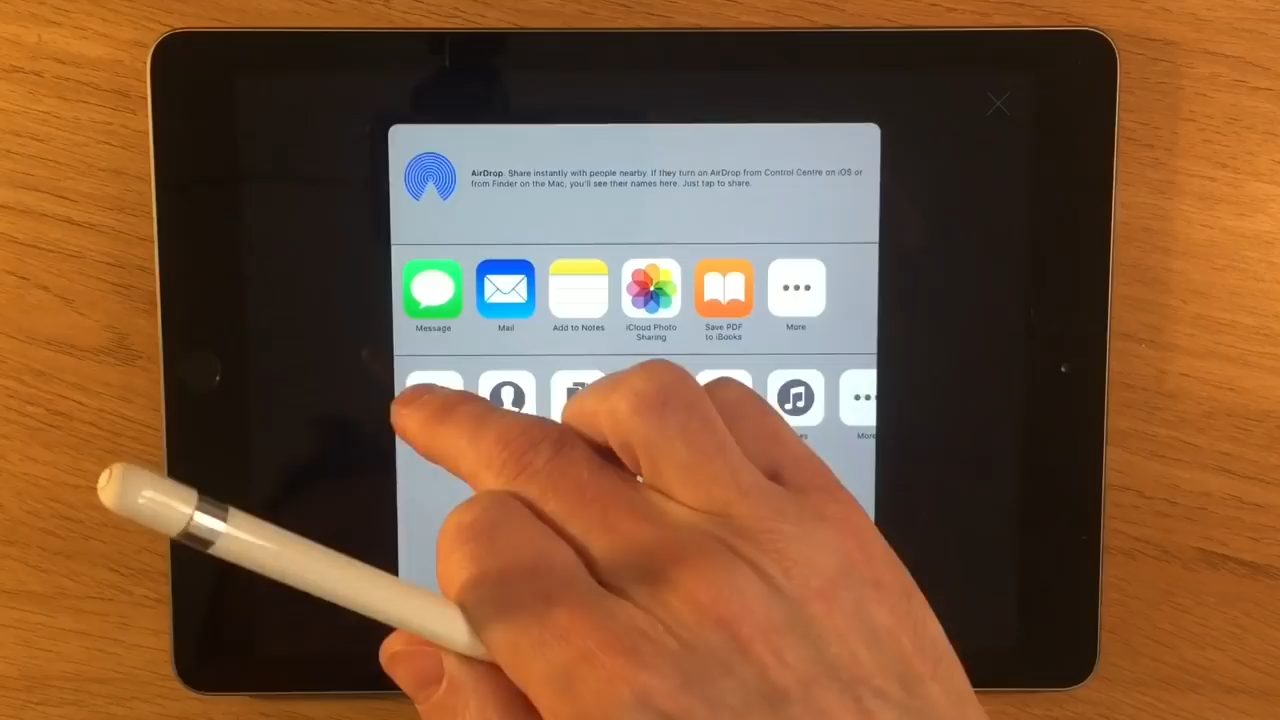 AirDrop. Share instantly with people nearby. If they turn on AirDrop from Control Centre on iOS or
from Finder on the Mac, you'll see their names here. Just tap to share.
Message
Mail
Add to Notes
iCloud Photo
Sharing
Save PDF
to iBooks
More
More